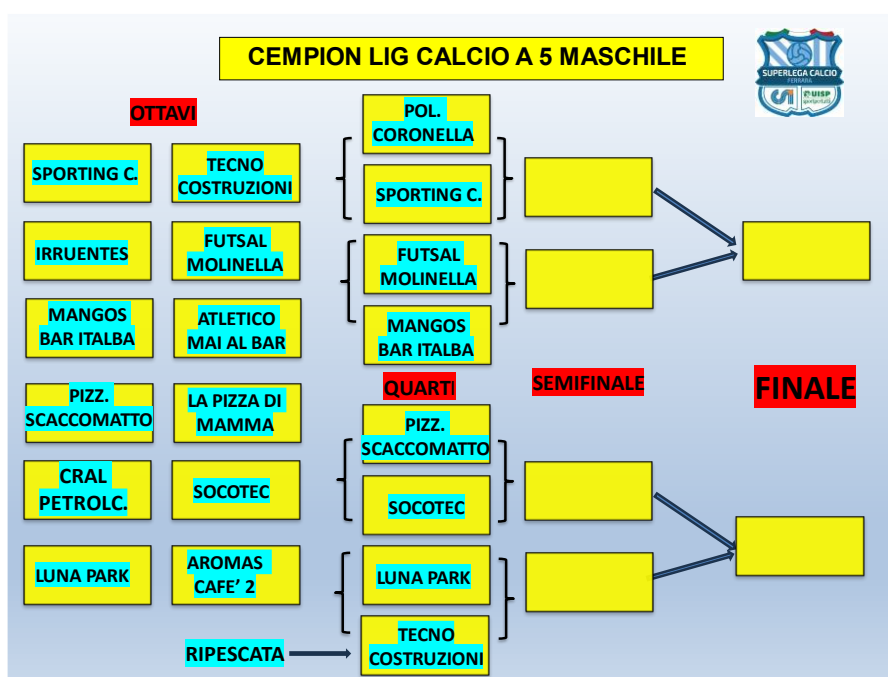 CEMPION LIG CALCIO A 5 MASCHILE
SUPERLEGA CALCIO
FERRARA
CSI
UISP
sportpertutti
OTTAVI
SPORTING C.
TECNO
COSTRUZIONI
IRRUENTES
FUTSAL
MOLINELLA
MANGOS
BAR ITALBA
ATLETICO
MAI AL BAR
PIZZ.
SCACCOMATTO
LA PIZZA DI
MAMMA
CRAL
PETROLC.
SOCOTEC
LUNA PARK
AROMAS
CAFE’ 2
RIPESCATA
POL.
CORONELLA
SPORTING C.
FUTSAL
MOLINELLA
MANGOS
BAR ITALBA
QUARTI
PIZZ.
SCACCOMATTO
SOCOTEC
LUNA PARK
TECNO
COSTRUZIONI
SEMIFINALE
FINALE